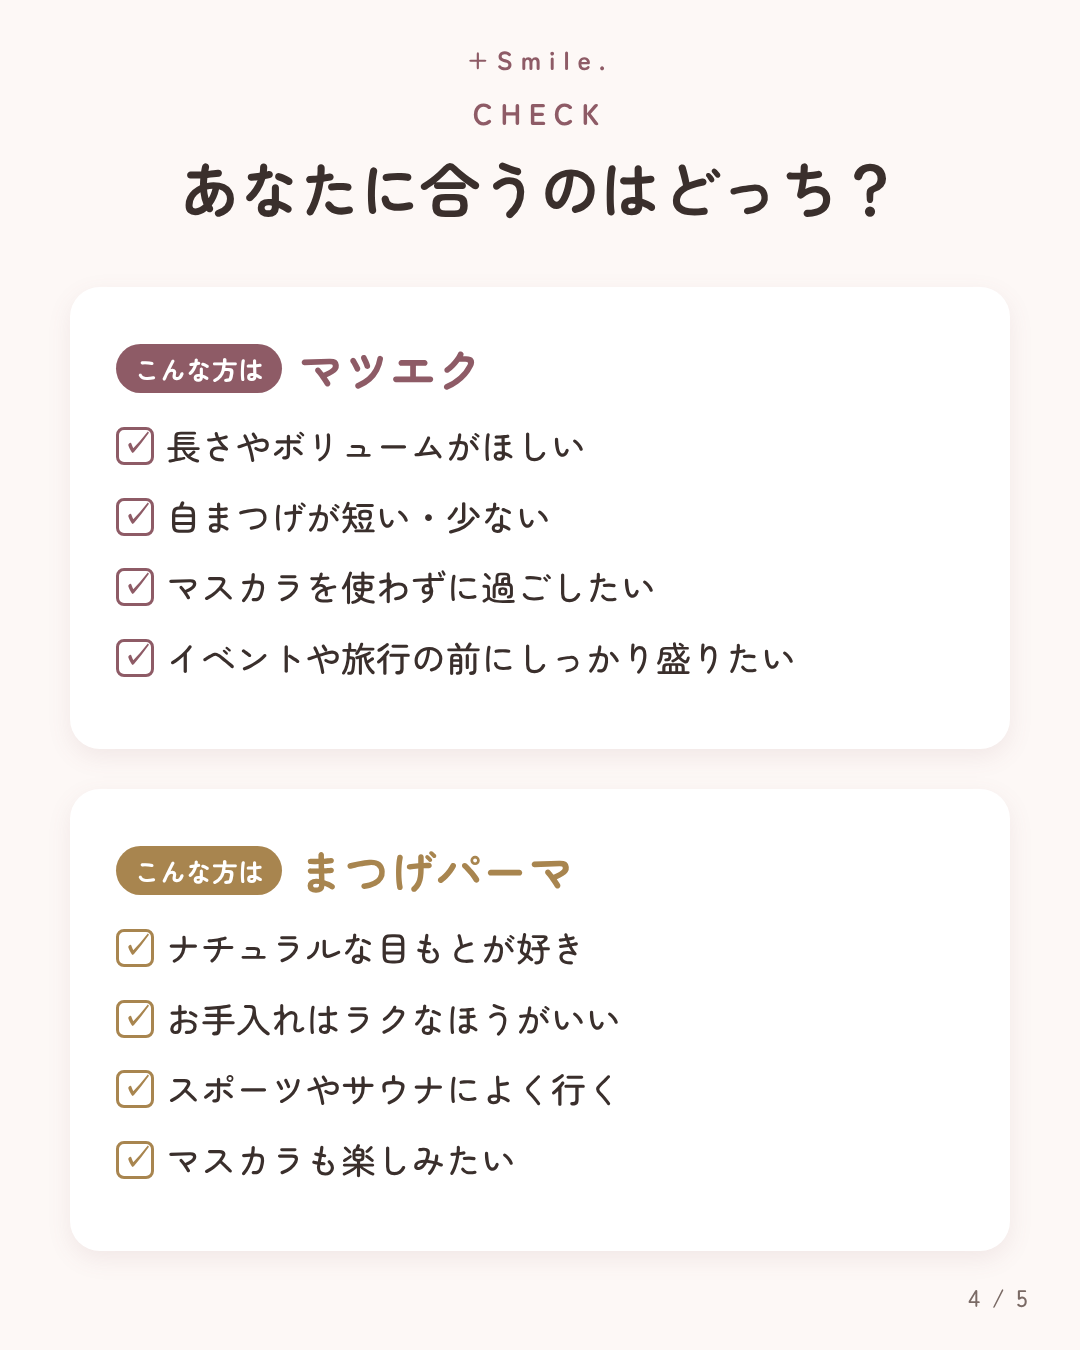 +Smile.
CHECK
あなたに合うのはどっち？
こんな方は マツエク
長さやボリュームがほしい
自まつげが短い・少ない
マスカラを使わずに過ごしたい
イベントや旅行の前にしっかり盛りたい
こんな方は まつげパーマ
ナチュラルな目もとが好き
お手入れはラクなほうがいい
スポーツやサウナによく行く
マスカラも楽しみたい
4 / 5